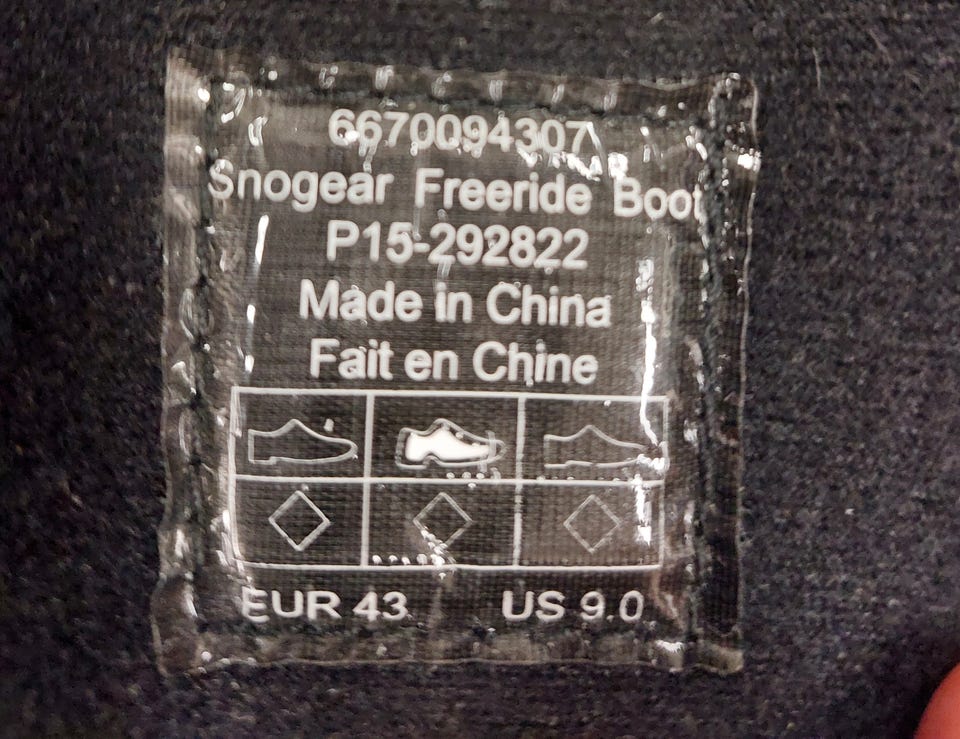 6670094307
Snogear Freeride Boot
P15-292822
Made in China
Fait en Chine
EUR 43 US 9.0